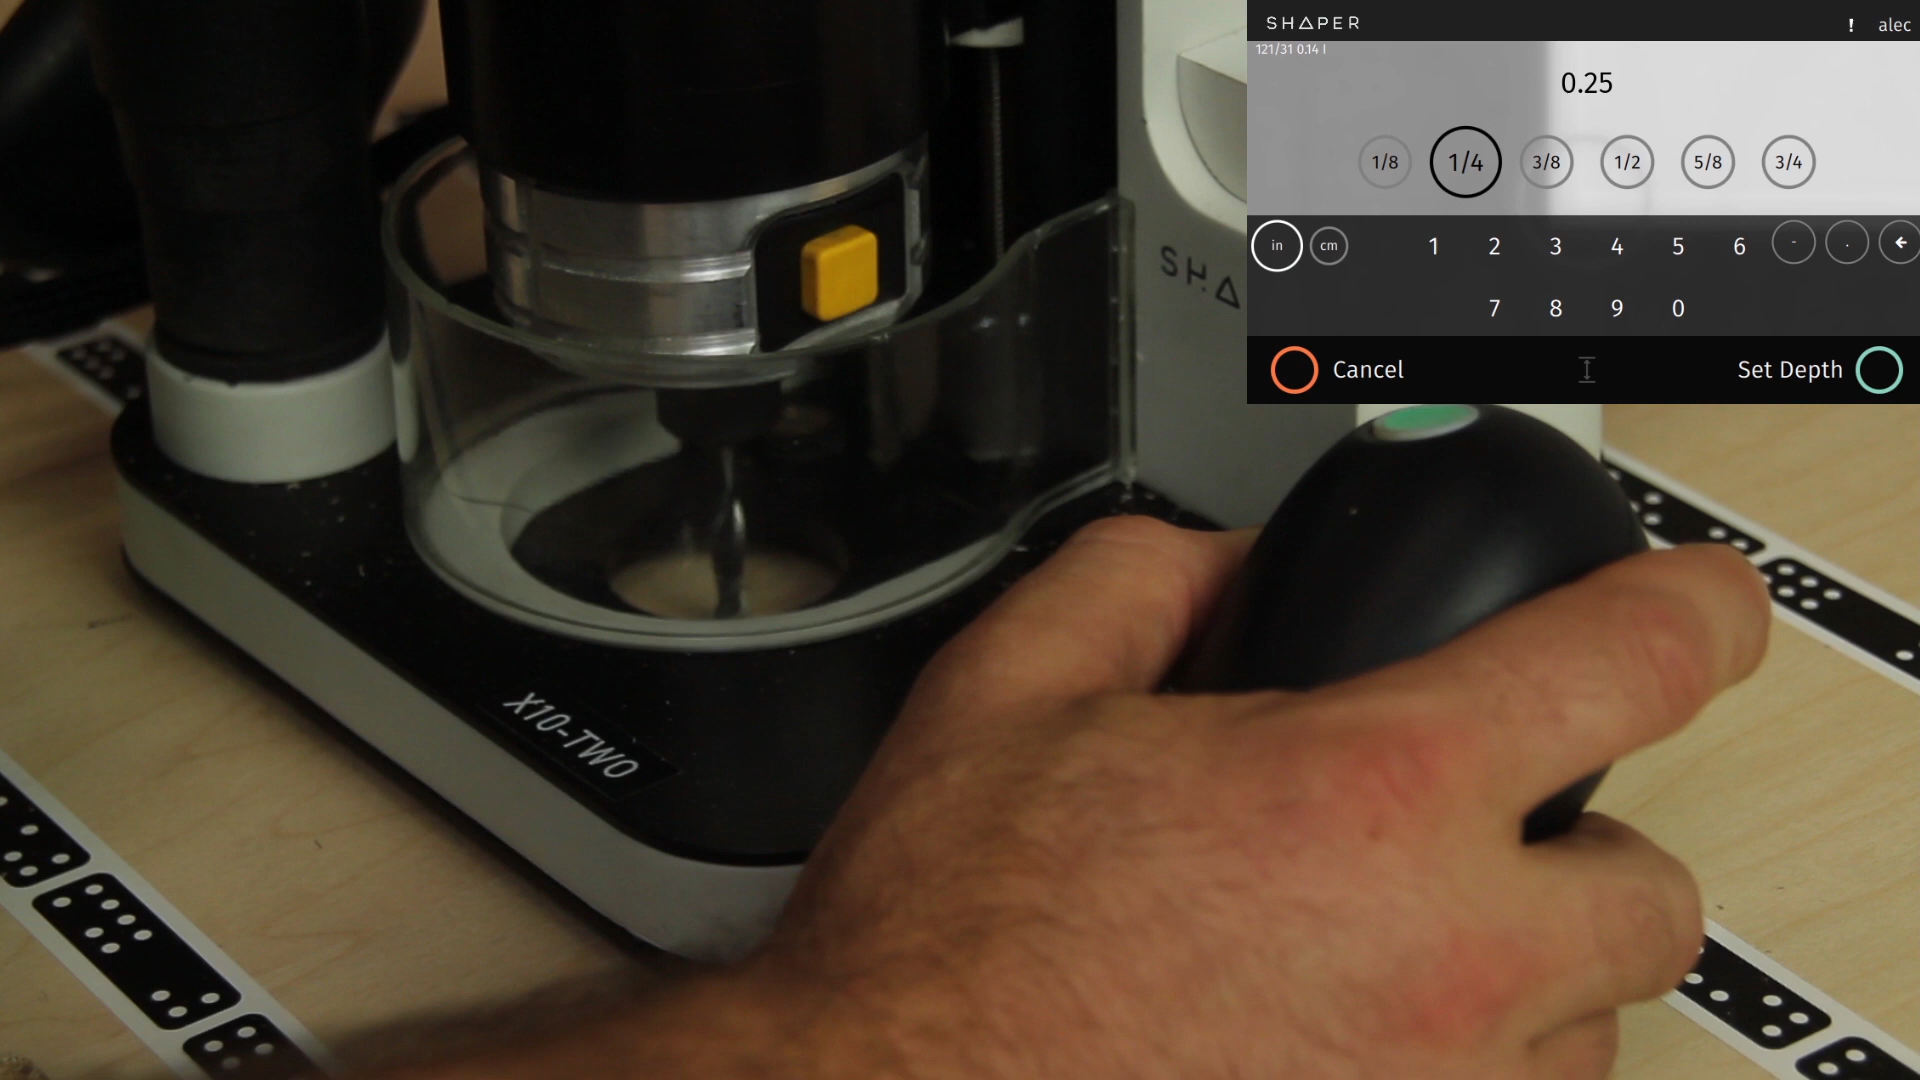 SHAPER
! alec
121/31 0.14 I
0.25
1/8 1/4 3/8 1/2 5/8 3/4
in cm 1 2 3 4 5 6 - .
7 8 9 0
Cancel Set Depth
SHA
X10-TWO